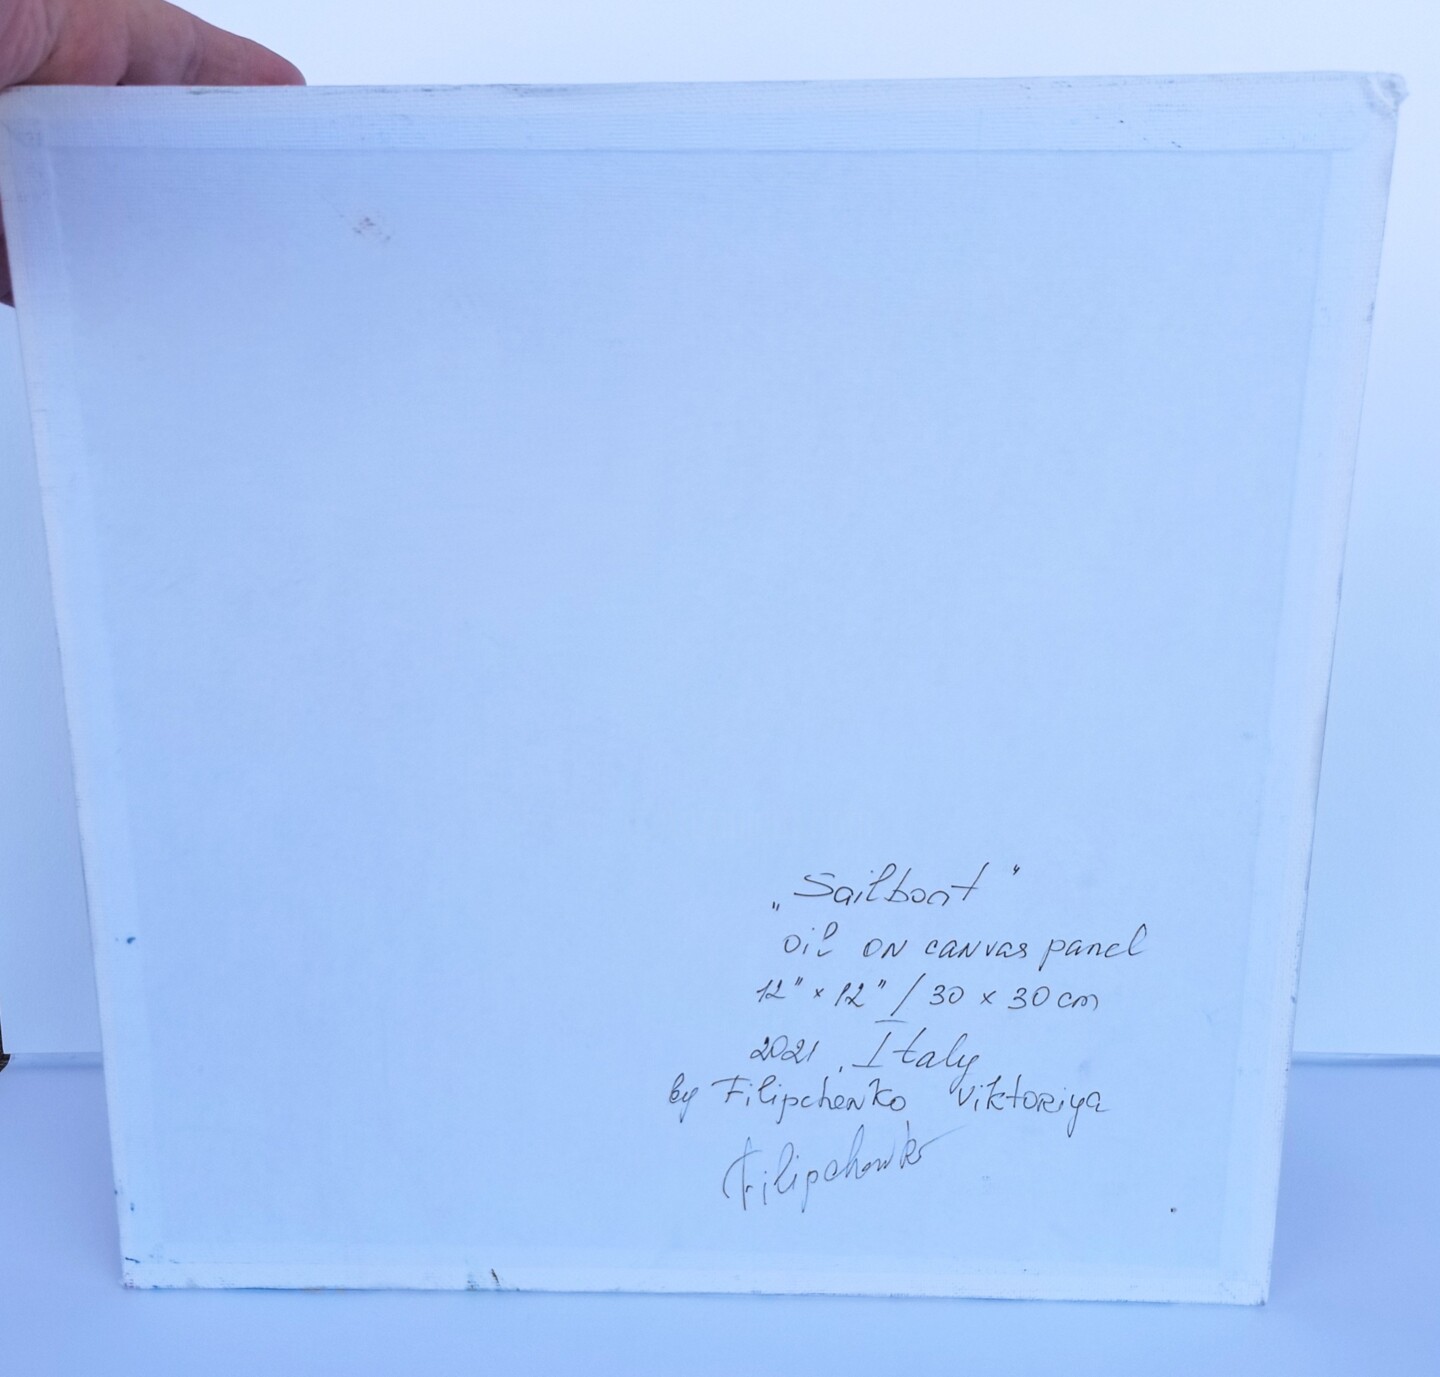 „Sailboat"
oil on canvas panel
12" × 12" / 30 × 30 cm
2021, Italy
by Filipchenko Viktoriya
Filipchenko